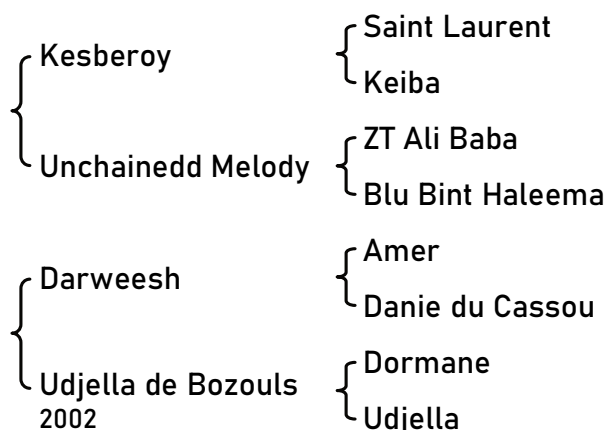 Saint Laurent
Kesberoy
Keiba
ZT Ali Baba
Unchainedd Melody
Blu Bint Haleema
Amer
Darweesh
Danie du Cassou
Dormane
Udjella de Bozouls
2002
Udjella